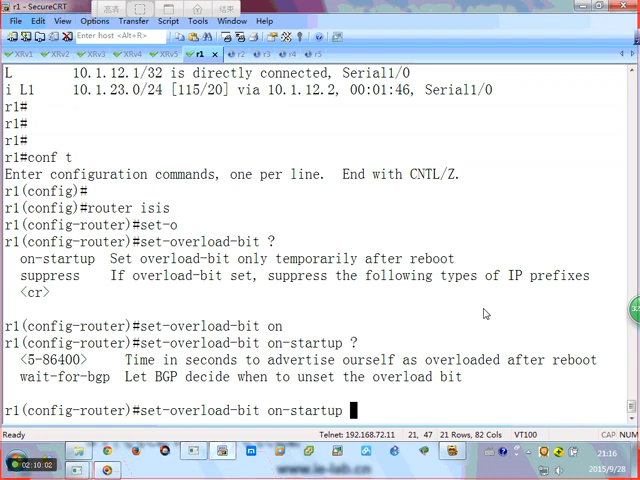 r1 - SecureCRT
高清
结束
File Edit View Options Transfer Script Tools Window Help
Enter host <Alt+R>
XRv1 XRv2 XRv3 XRv4 XRv5 r1 r2 r3 r4 r5
L 10.1.12.1/32 is directly connected, Serial1/0
i L1 10.1.23.0/24 [115/20] via 10.1.12.2, 00:01:46, Serial1/0
r1#
r1#
r1#
r1#conf t
Enter configuration commands, one per line. End with CNTL/Z.
r1(config)#
r1(config)#router isis
r1(config-router)#set-o
r1(config-router)#set-overload-bit ?
on-startup Set overload-bit only temporarily after reboot
suppress If overload-bit set, suppress the following types of IP prefixes
<cr>
r1(config-router)#set-overload-bit on
r1(config-router)#set-overload-bit on-startup ?
<5-86400> Time in seconds to advertise ourself as overloaded after reboot
wait-for-bgp Let BGP decide when to unset the overload bit
r1(config-router)#set-overload-bit on-startup
Ready Telnet: 192.168.72.11 21, 47 21 Rows, 82 Cols VT100 CAP NUM
02:10:02
21:16
2015/9/28
www.ie-lab.cn